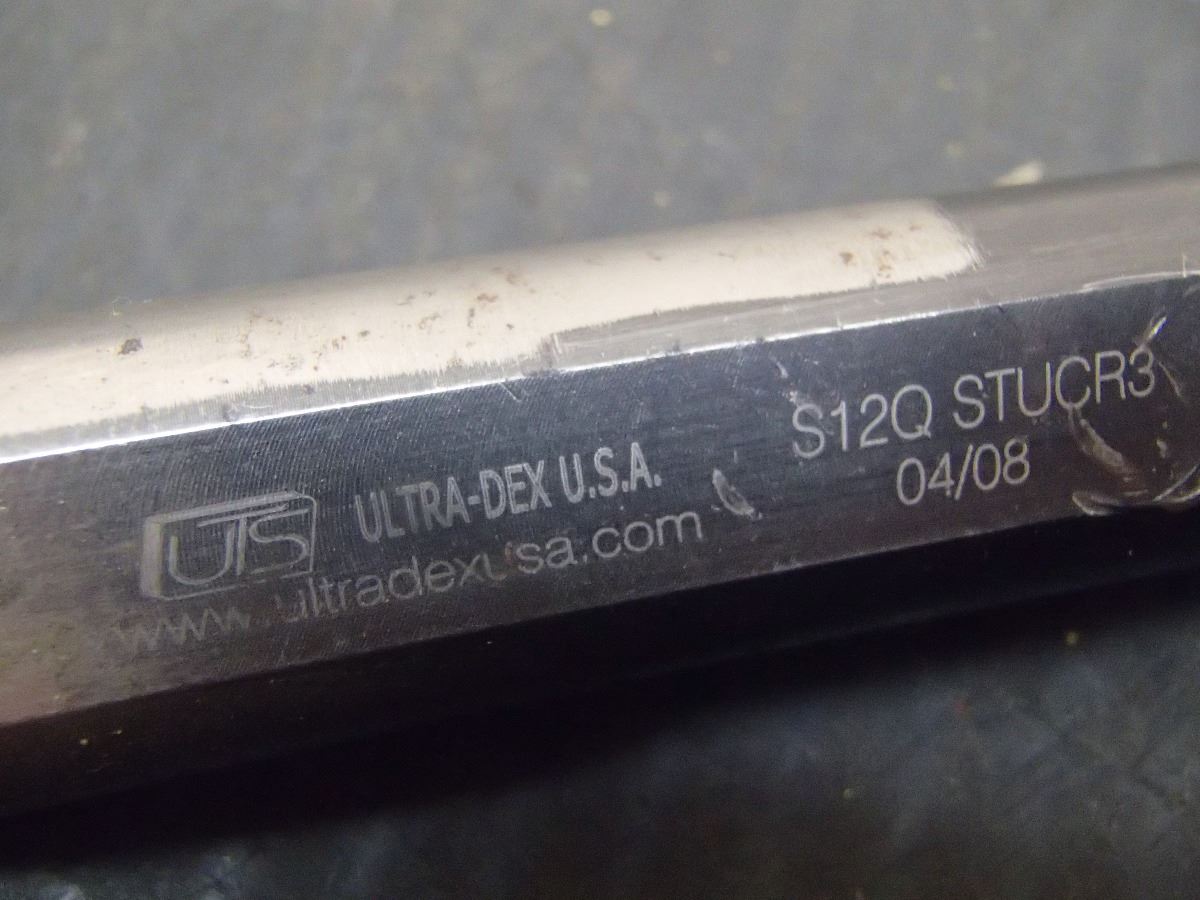 S12Q STUCR3
04/08
UTS ULTRA-DEX U.S.A.
www.ultradexusa.com